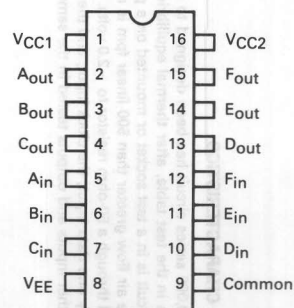 VCC1 1 16 VCC2
Aout 2 15 Fout
Bout 3 14 Eout
Cout 4 13 Dout
Ain 5 12 Fin
Bin 6 11 Ein
Cin 7 10 Din
VEE 8 9 Common